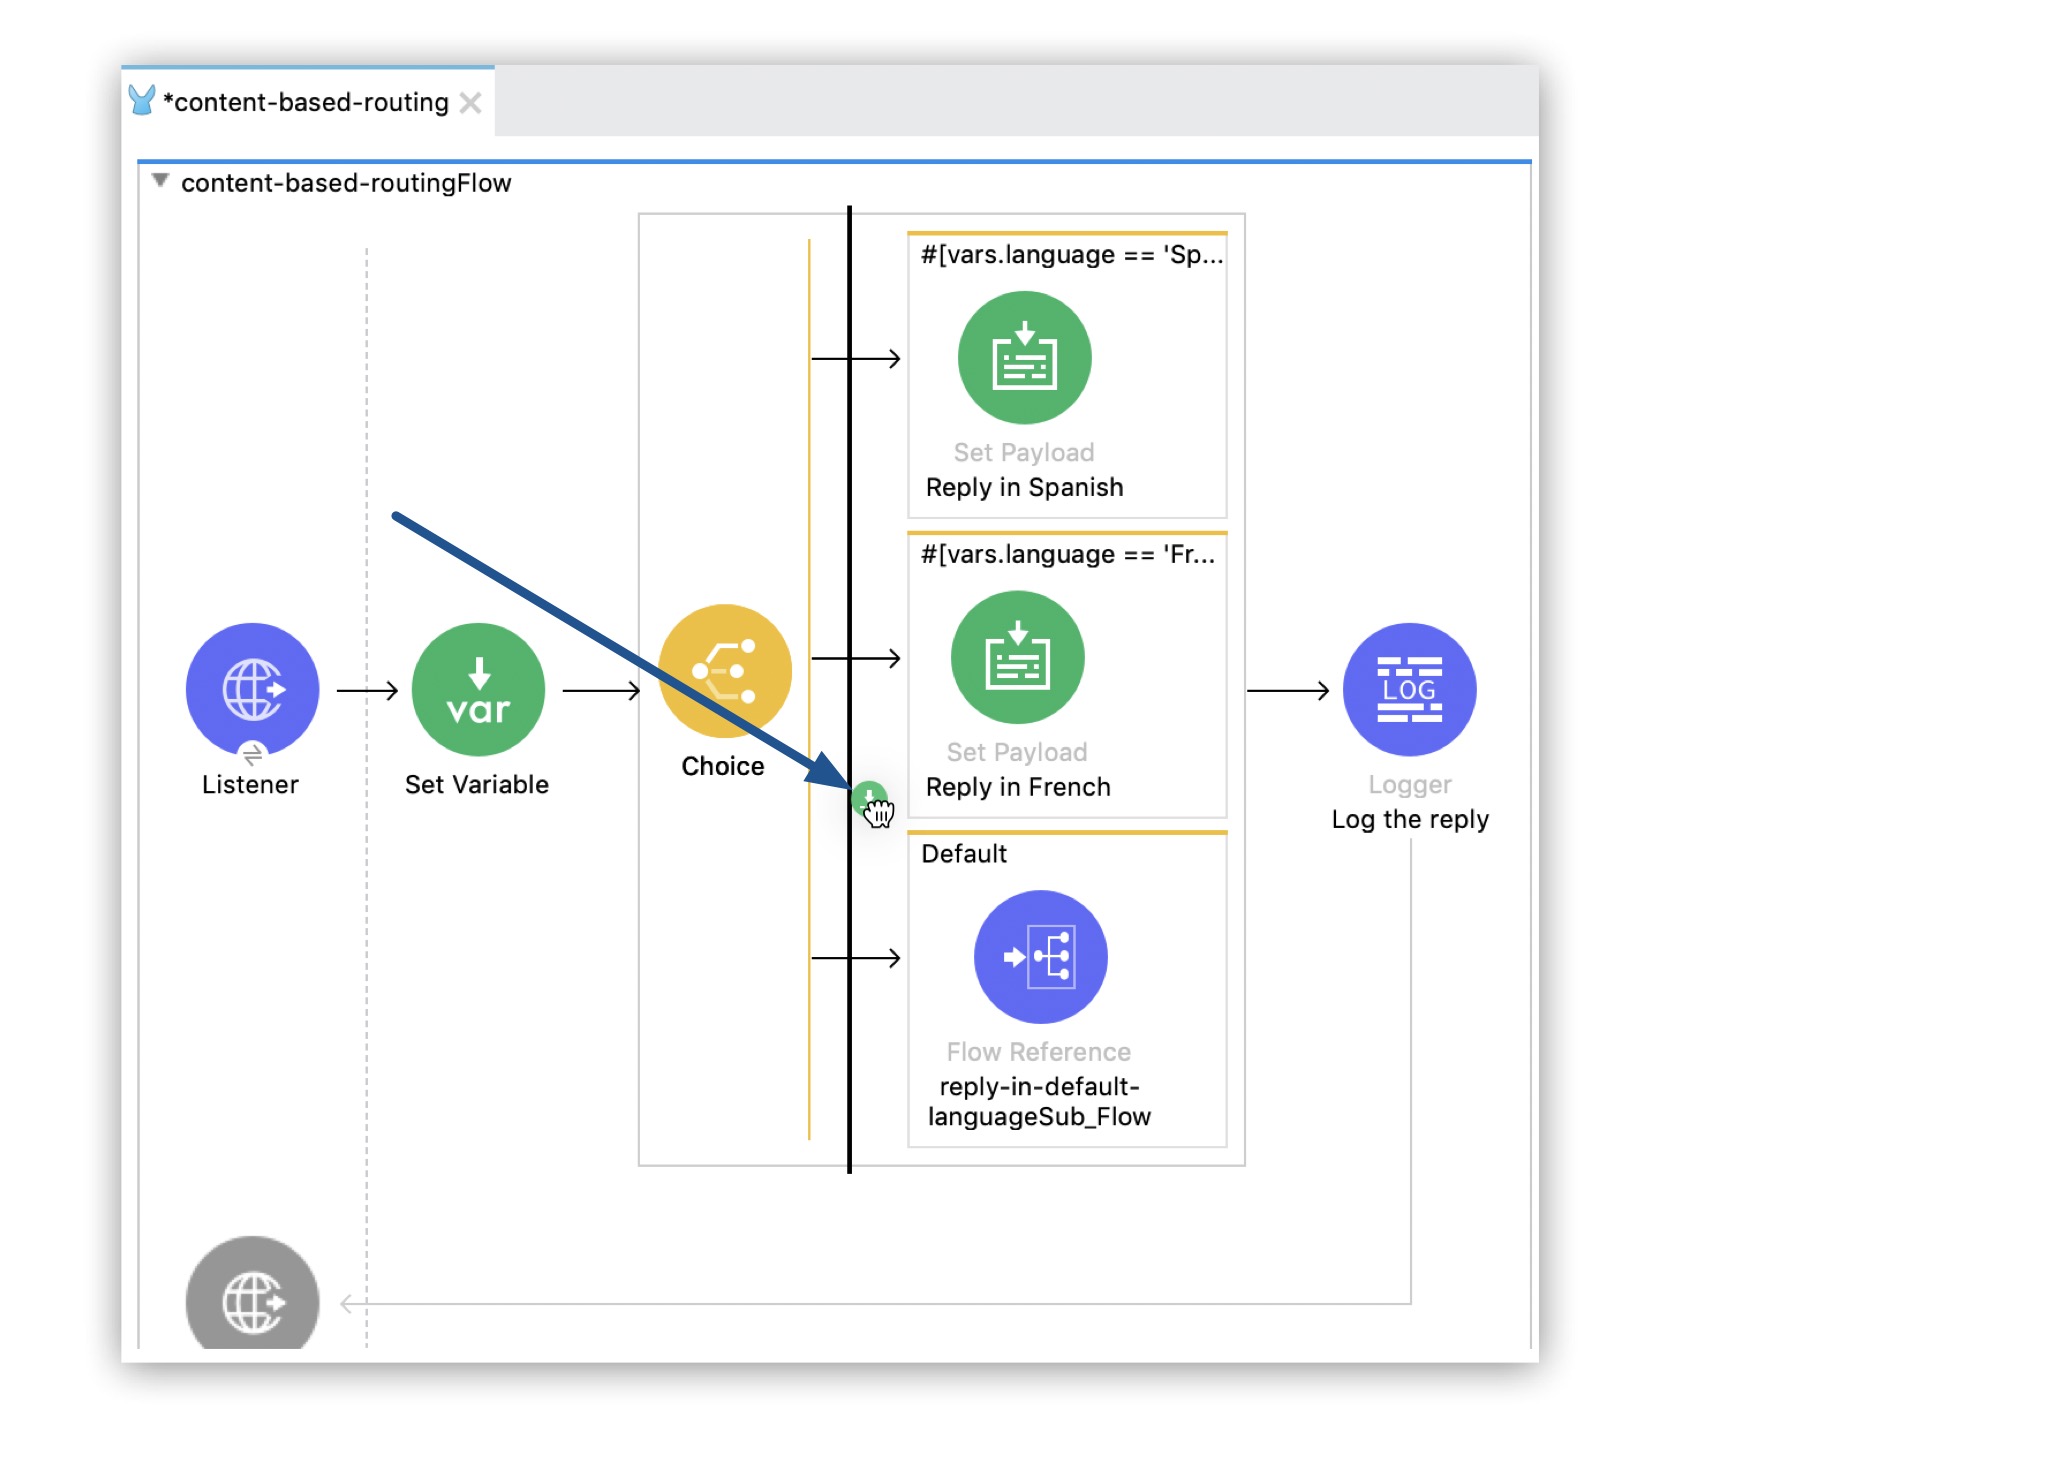 *content-based-routing
content-based-routingFlow
#[vars.language == 'Sp...
Set Payload
Reply in Spanish
#[vars.language == 'Fr...
Set Payload
Reply in French
Default
Flow Reference
reply-in-default-
languageSub_Flow
Listener
var
Set Variable
Choice
LOG
Logger
Log the reply